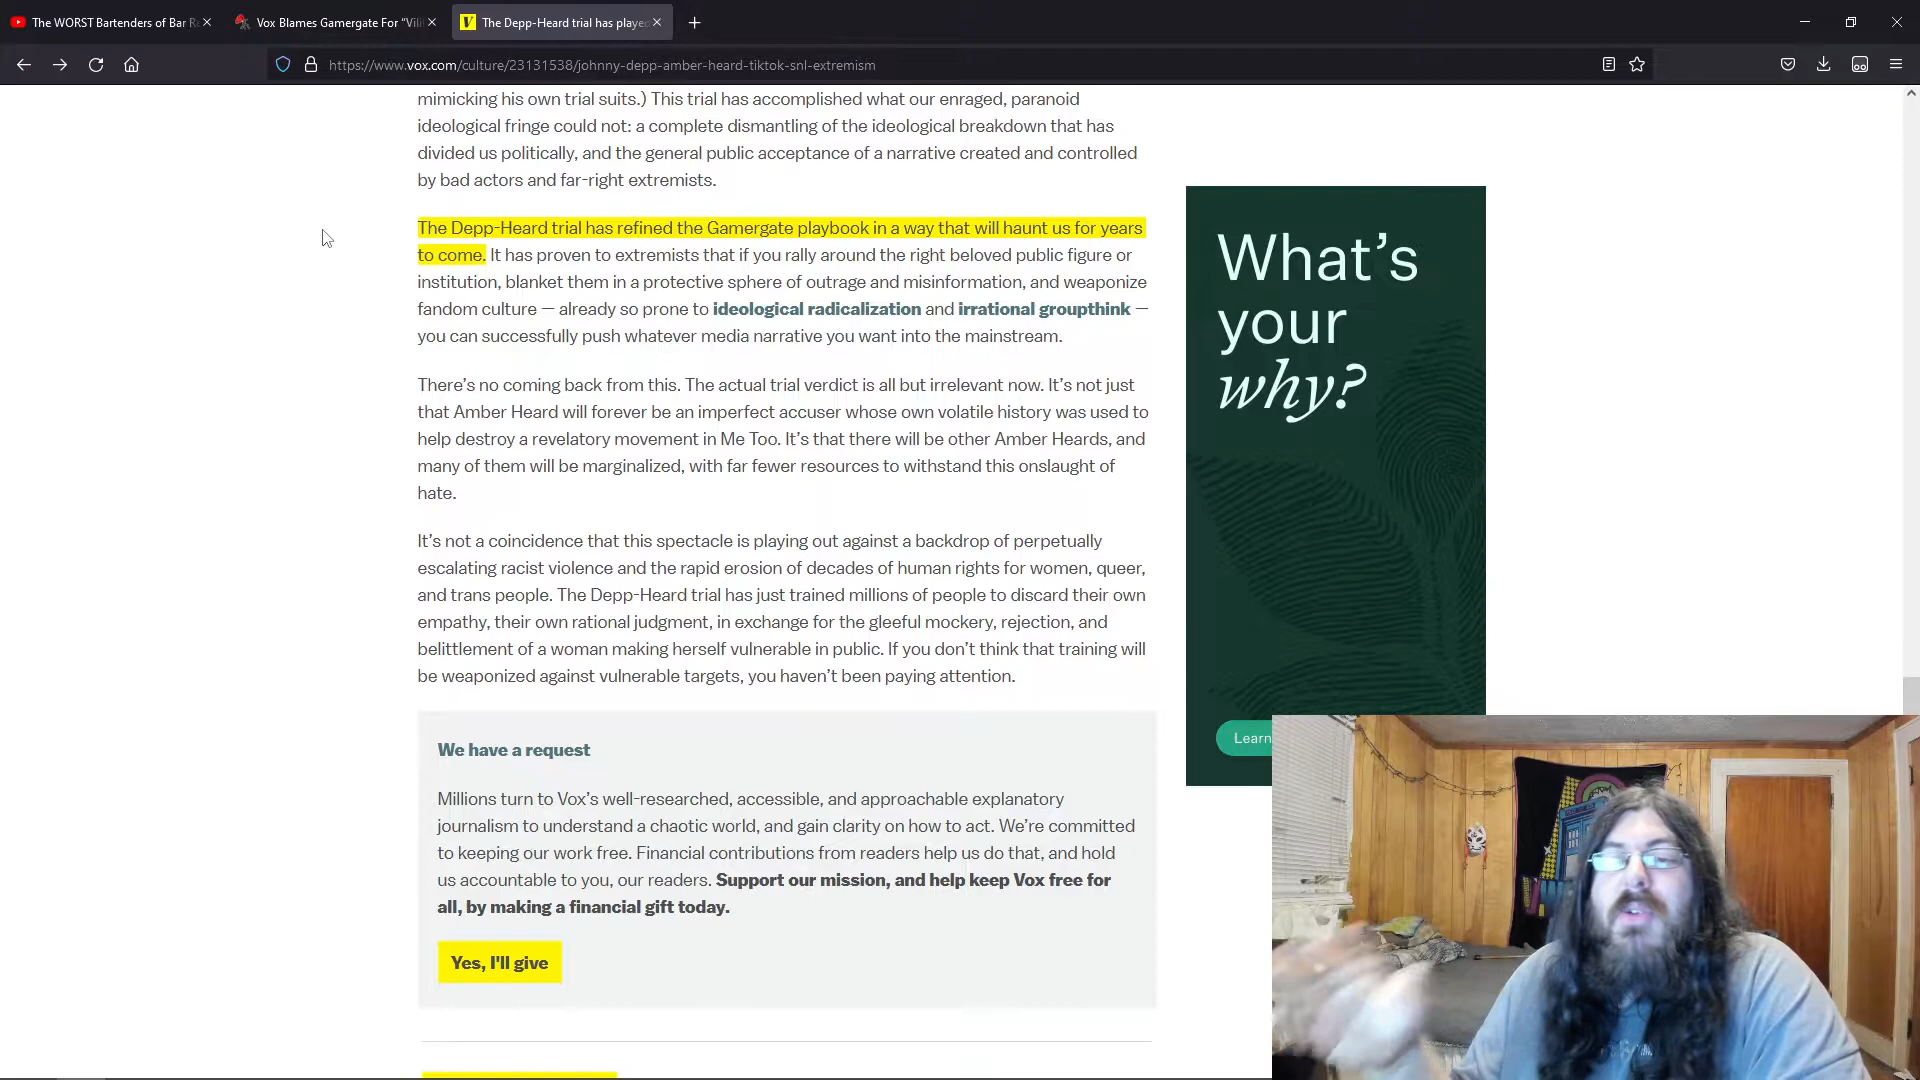 The WORST Bartenders of Bar Re
Vox Blames Gamergate For “Vili
The Depp-Heard trial has played
https://www.vox.com/culture/23131538/johnny-depp-amber-heard-tiktok-snl-extremism
mimicking his own trial suits.) This trial has accomplished what our enraged, paranoid
ideological fringe could not: a complete dismantling of the ideological breakdown that has
divided us politically, and the general public acceptance of a narrative created and controlled
by bad actors and far-right extremists.
The Depp-Heard trial has refined the Gamergate playbook in a way that will haunt us for years
to come. It has proven to extremists that if you rally around the right beloved public figure or
institution, blanket them in a protective sphere of outrage and misinformation, and weaponize
fandom culture — already so prone to ideological radicalization and irrational groupthink —
you can successfully push whatever media narrative you want into the mainstream.
There’s no coming back from this. The actual trial verdict is all but irrelevant now. It’s not just
that Amber Heard will forever be an imperfect accuser whose own volatile history was used to
help destroy a revelatory movement in Me Too. It’s that there will be other Amber Heards, and
many of them will be marginalized, with far fewer resources to withstand this onslaught of
hate.
It’s not a coincidence that this spectacle is playing out against a backdrop of perpetually
escalating racist violence and the rapid erosion of decades of human rights for women, queer,
and trans people. The Depp-Heard trial has just trained millions of people to discard their own
empathy, their own rational judgment, in exchange for the gleeful mockery, rejection, and
belittlement of a woman making herself vulnerable in public. If you don’t think that training will
be weaponized against vulnerable targets, you haven’t been paying attention.
We have a request
Millions turn to Vox’s well-researched, accessible, and approachable explanatory
journalism to understand a chaotic world, and gain clarity on how to act. We’re committed
to keeping our work free. Financial contributions from readers help us do that, and hold
us accountable to you, our readers. Support our mission, and help keep Vox free for
all, by making a financial gift today.
Yes, I'll give
What’s
your
why?
Learn